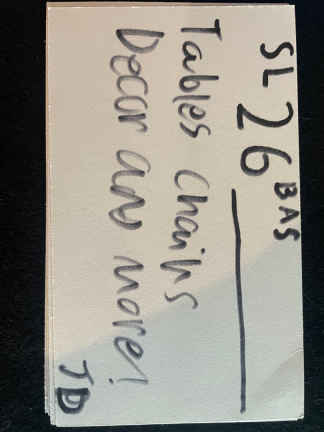 SL 26 BAS
Tables Chairs
Decor and more!
JD